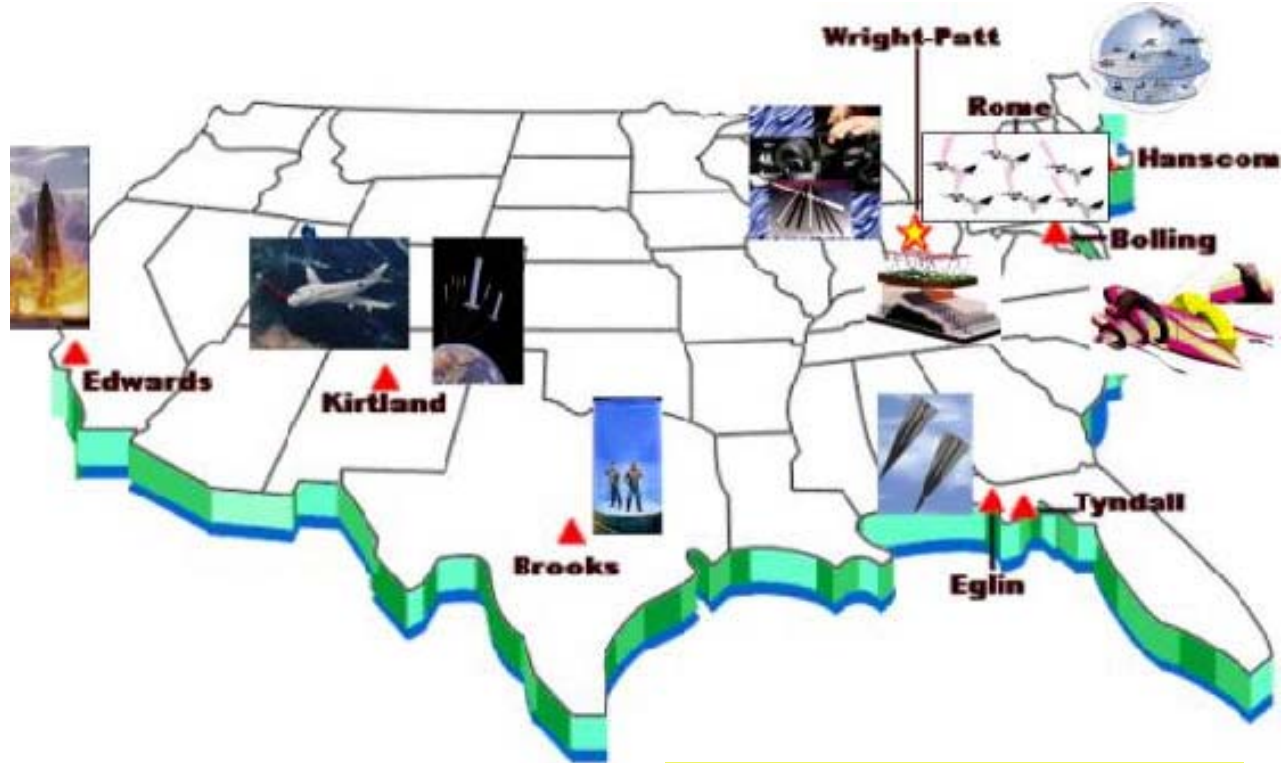 Wright-Patt
Rome
Hanscom
Bolling
Edwards
Kirtland
Tyndall
Brooks
Eglin